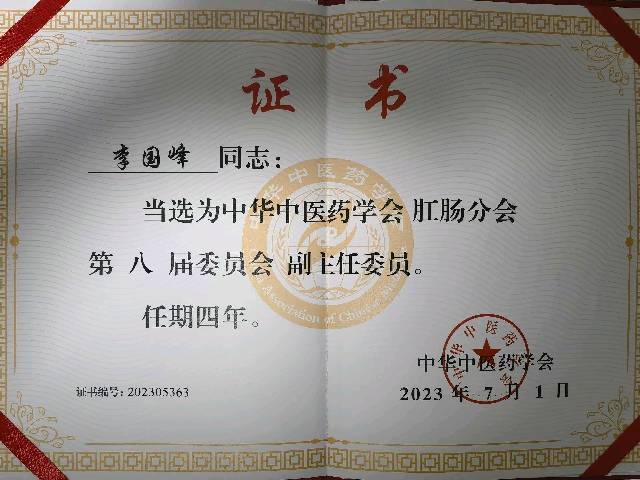 证书
李国峰 同志：
当选为中华中医药学会 肛肠分会
第 八 届委员会 副主任委员。
任期四年。
中华中医药学会
证书编号：202305363
2023 年 7 月 1 日